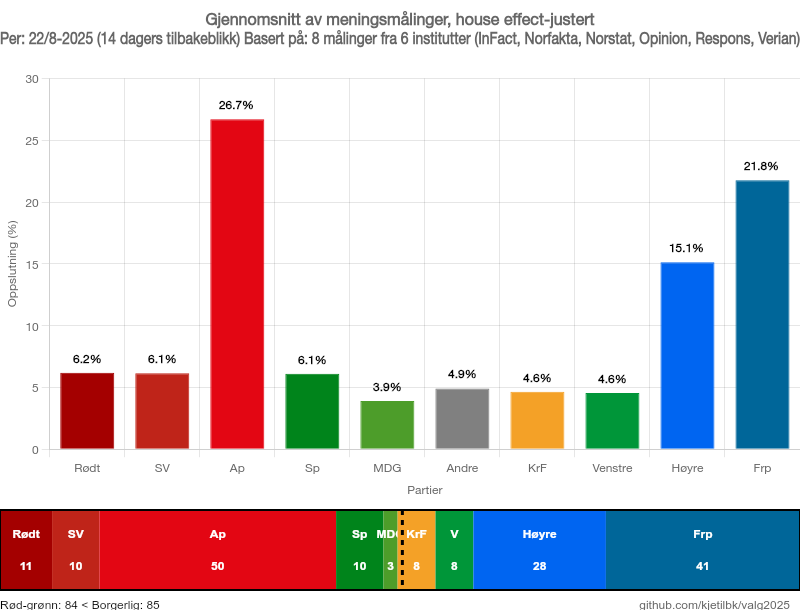 Gjennomsnitt av meningsmålinger, house effect-justert
Per: 22/8-2025 (14 dagers tilbakeblikk) Basert på: 8 målinger fra 6 institutter (InFact, Norfakta, Norstat, Opinion, Respons, Verian)
30
25
20
15
10
5
0
Oppslutning (%)
6.2%
6.1%
26.7%
6.1%
3.9%
4.9%
4.6%
4.6%
15.1%
21.8%
Rødt SV Ap Sp MDG Andre KrF Venstre Høyre Frp
Partier
Rødt SV Ap Sp MDG KrF V Høyre Frp
11 10 50 10 3 8 8 28 41
Rød-grønn: 84 < Borgerlig: 85
github.com/kjetilbk/valg2025